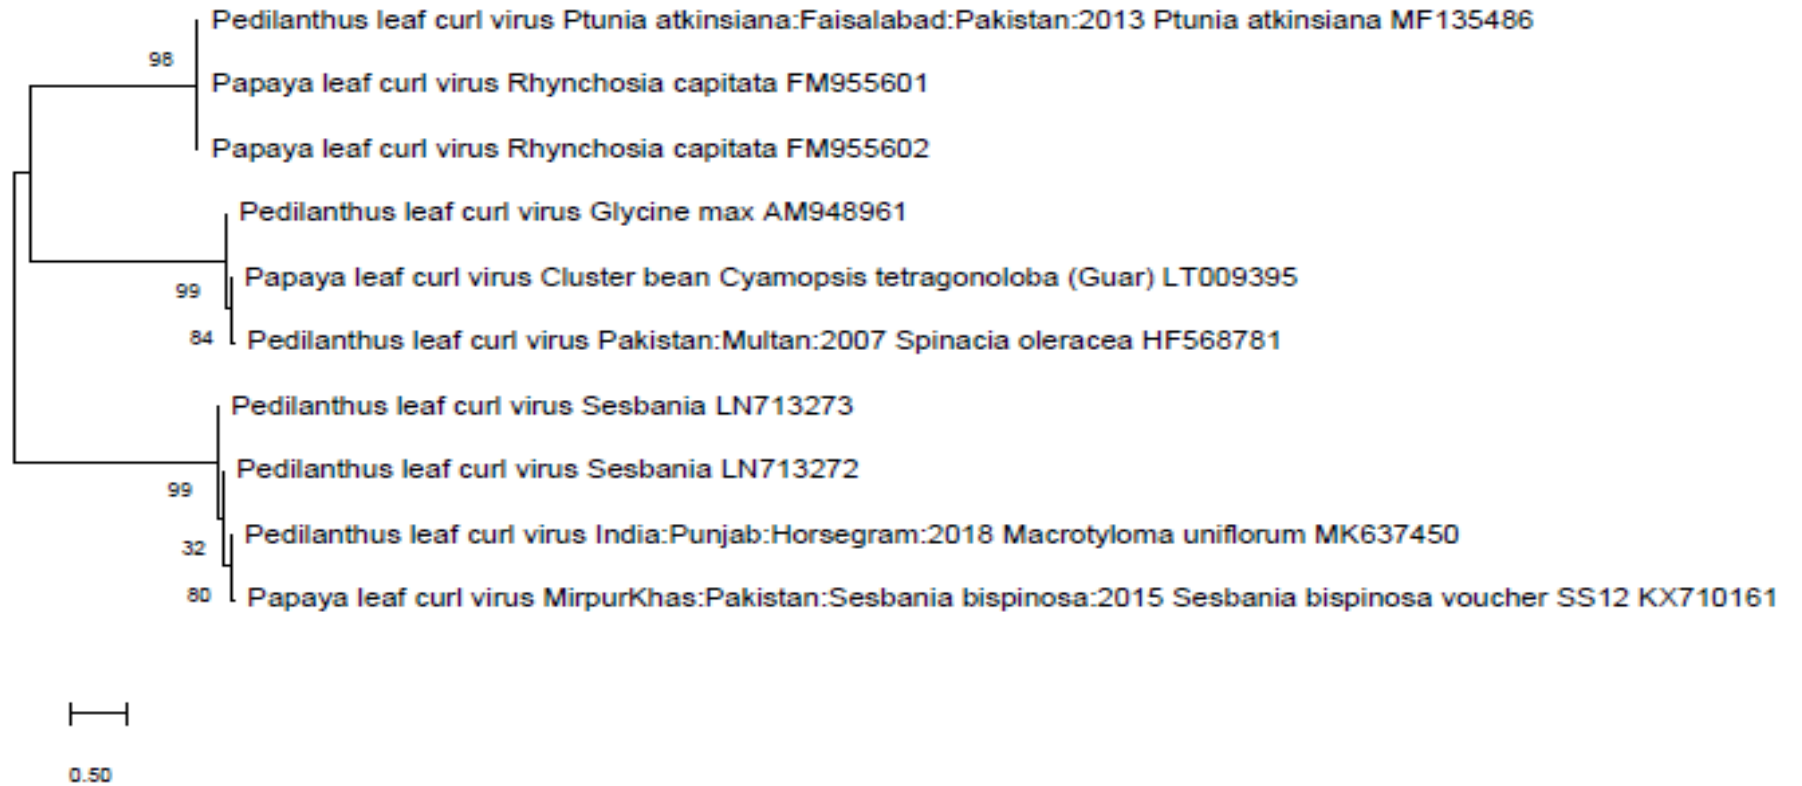 Pedilanthus leaf curl virus Ptunia atkinsiana:Faisalabad:Pakistan:2013 Ptunia atkinsiana MF135486
98
Papaya leaf curl virus Rhynchosia capitata FM955601
Papaya leaf curl virus Rhynchosia capitata FM955602
Pedilanthus leaf curl virus Glycine max AM948961
Papaya leaf curl virus Cluster bean Cyamopsis tetragonoloba (Guar) LT009395
99
84
Pedilanthus leaf curl virus Pakistan:Multan:2007 Spinacia oleracea HF568781
Pedilanthus leaf curl virus Sesbania LN713273
Pedilanthus leaf curl virus Sesbania LN713272
99
Pedilanthus leaf curl virus India:Punjab:Horsegram:2018 Macrotyloma uniflorum MK637450
32
80
Papaya leaf curl virus MirpurKhas:Pakistan:Sesbania bispinosa:2015 Sesbania bispinosa voucher SS12 KX710161
0.50